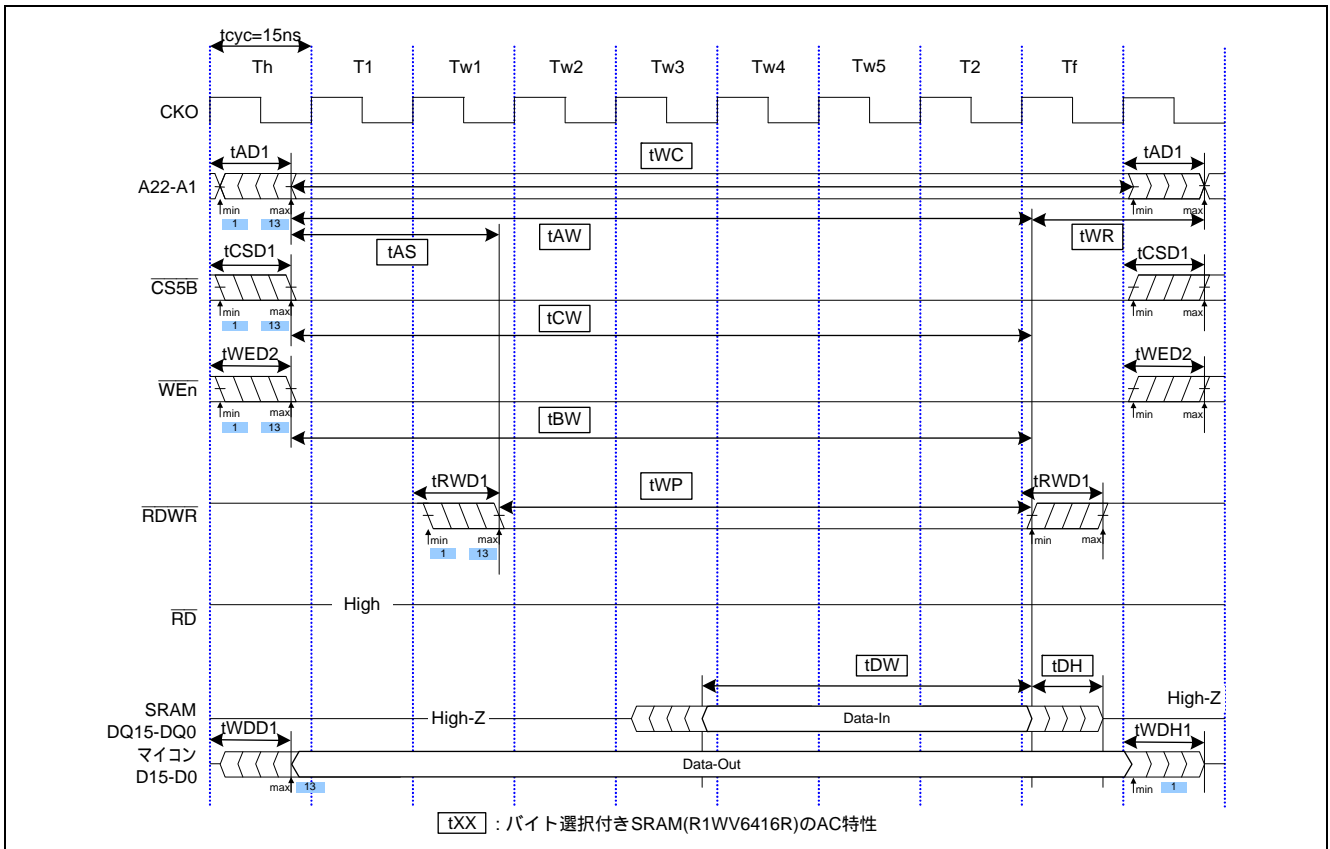 tcyc=15ns
Th T1 Tw1 Tw2 Tw3 Tw4 Tw5 T2 Tf
CKO
tAD1 tWC tAD1
A22-A1
min max min max
1 13
tAW tWR
tAS
tCSD1 tCSD1
CS5B
min max min max
1 13
tCW
tWED2 tWED2
WEn
min max min max
1 13
tBW
tRWD1 tWP tRWD1
RDWR
min max min max
1 13
High
RD
tDW tDH
High-Z
SRAM
DQ15-DQ0
High-Z Data-In
tWDD1 tWDH1
マイコン
D15-D0
Data-Out
max 13 min 1
tXX : バイト選択付きSRAM(R1WV6416R)のAC特性